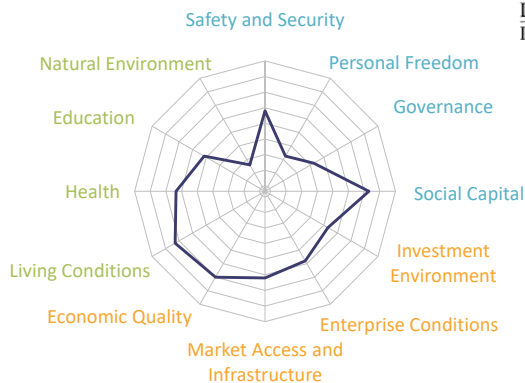 Safety and Security
Natural Environment
Personal Freedom
Education
Governance
Health
Social Capital
Investment
Environment
Living Conditions
Economic Quality
Enterprise Conditions
Market Access and
Infrastructure